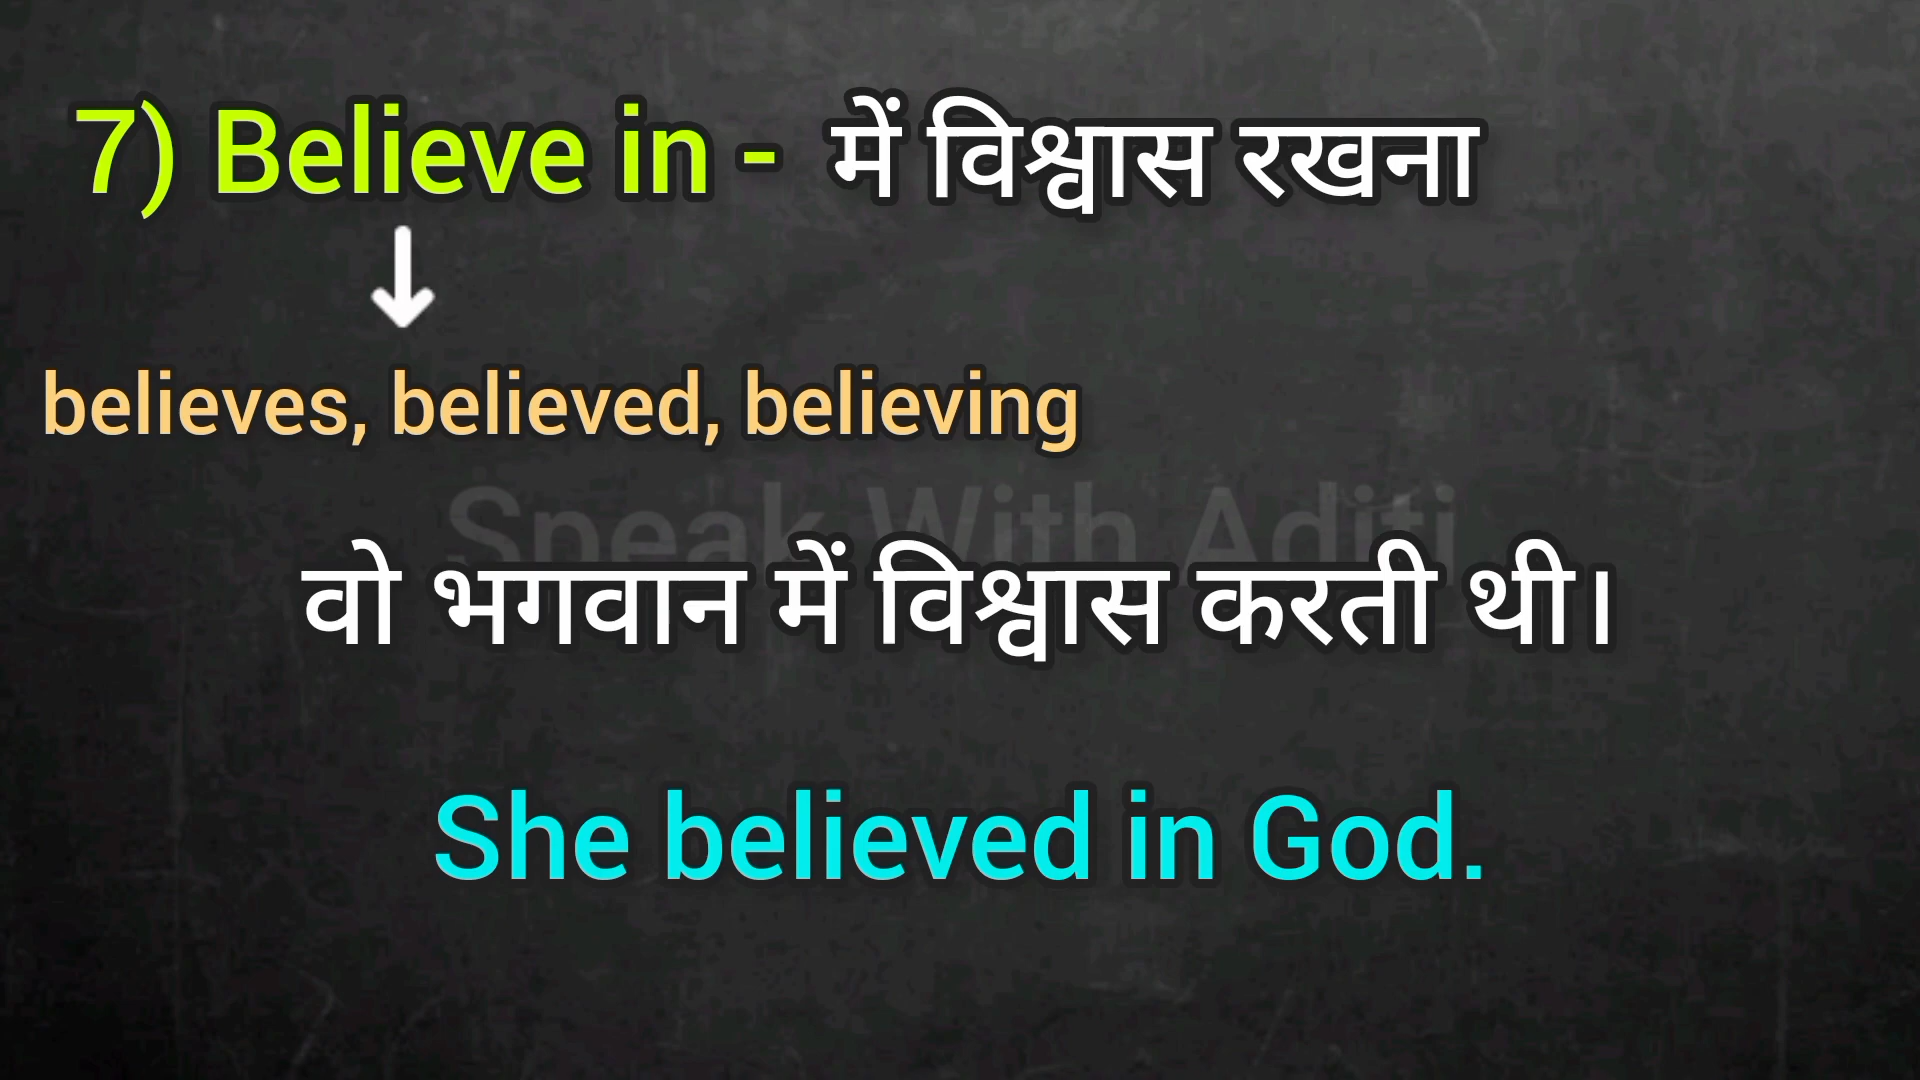 7) Believe in - में विश्वास रखना
believes, believed, believing
Speak With Aditi
वो भगवान में विश्वास करती थी।
She believed in God.